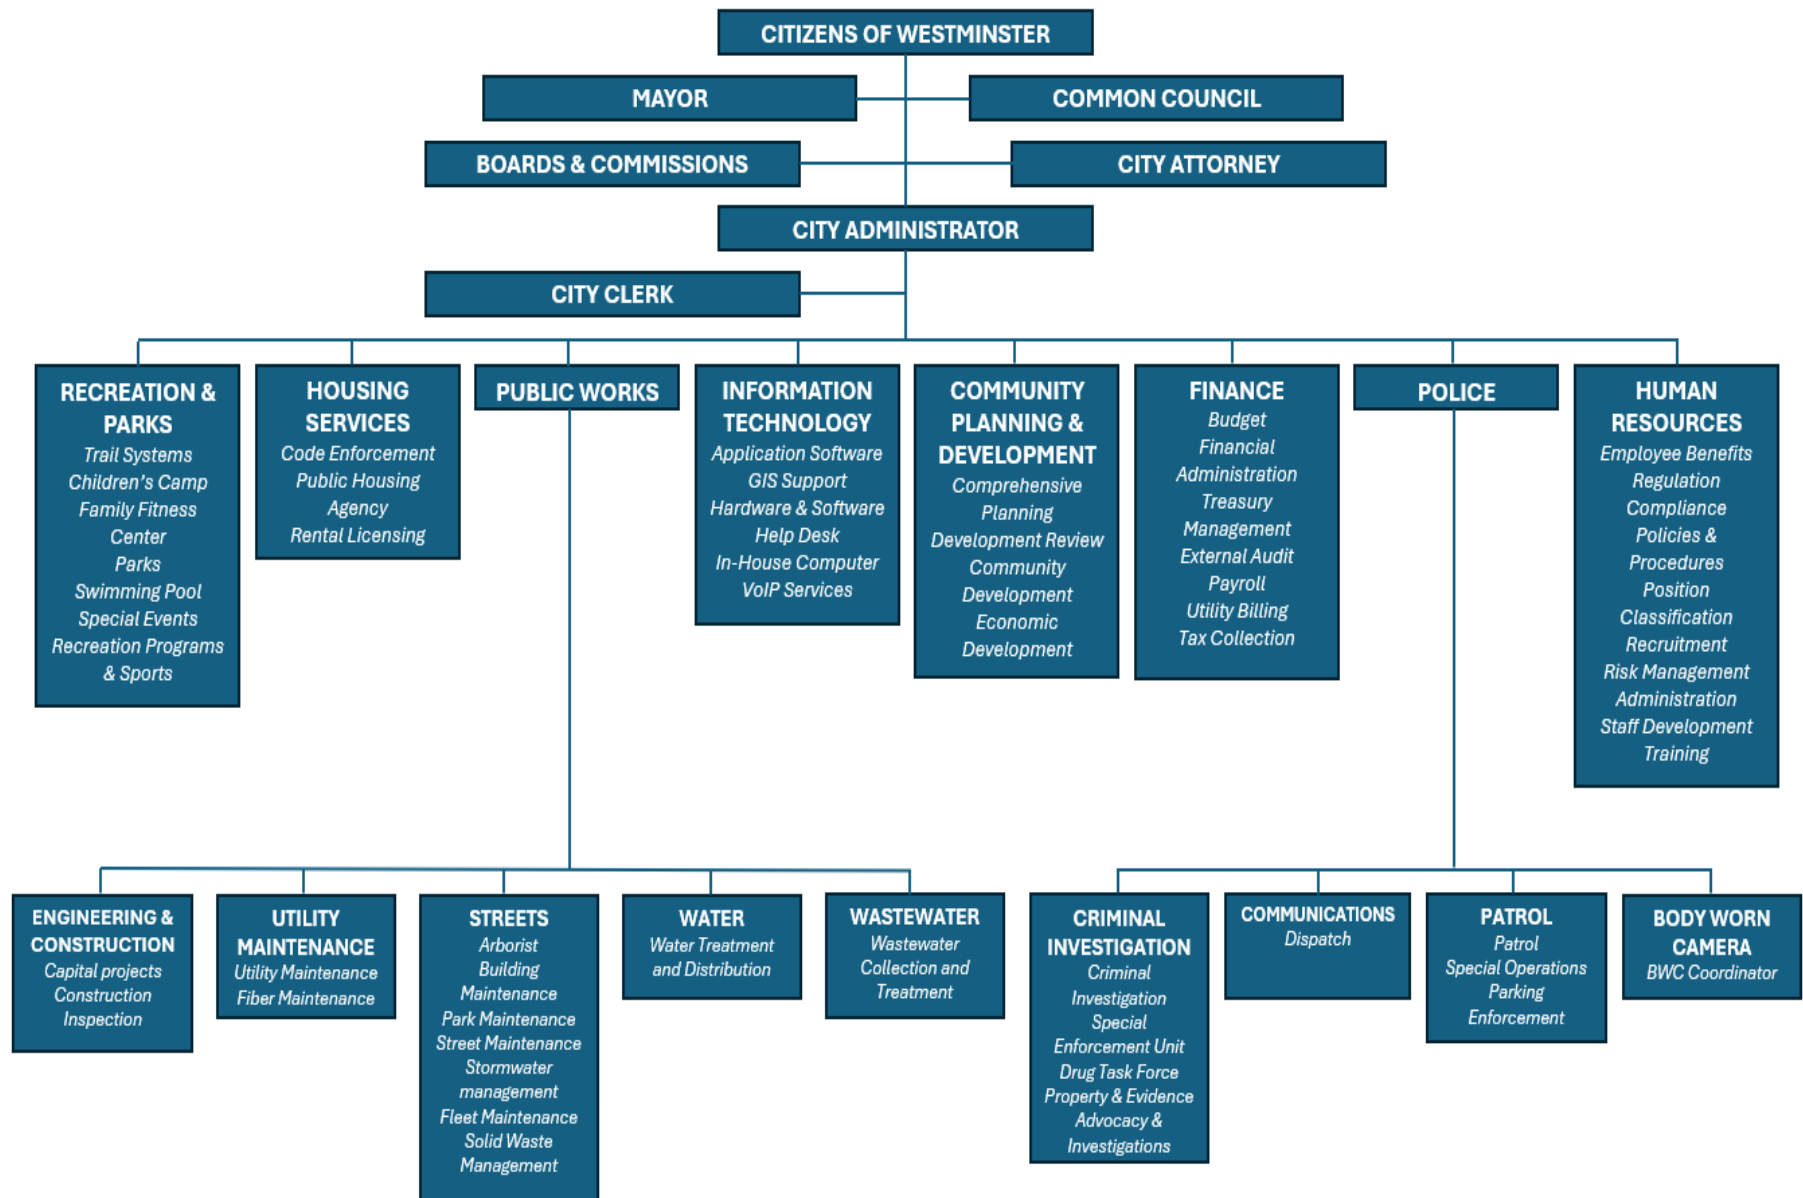 CITIZENS OF WESTMINSTER
MAYOR
COMMON COUNCIL
BOARDS & COMMISSIONS
CITY ATTORNEY
CITY ADMINISTRATOR
CITY CLERK
RECREATION &
PARKS
Trail Systems
Children's Camp
Family Fitness
Center
Parks
Swimming Pool
Special Events
Recreation Programs
& Sports
HOUSING
SERVICES
Code Enforcement
Public Housing
Agency
Rental Licensing
PUBLIC WORKS
INFORMATION
TECHNOLOGY
Application Software
GIS Support
Hardware & Software
Help Desk
In-House Computer
VoIP Services
COMMUNITY
PLANNING &
DEVELOPMENT
Comprehensive
Planning
Development Review
Community
Development
Economic
Development
FINANCE
Budget
Financial
Administration
Treasury
Management
External Audit
Payroll
Utility Billing
Tax Collection
POLICE
HUMAN
RESOURCES
Employee Benefits
Regulation
Compliance
Policies &
Procedures
Position
Classification
Recruitment
Risk Management
Administration
Staff Development
Training
ENGINEERING &
CONSTRUCTION
Capital projects
Construction
Inspection
UTILITY
MAINTENANCE
Utility Maintenance
Fiber Maintenance
STREETS
Arborist
Building
Maintenance
Park Maintenance
Street Maintenance
Stormwater
management
Fleet Maintenance
Solid Waste
Management
WATER
Water Treatment
and Distribution
WASTEWATER
Wastewater
Collection and
Treatment
CRIMINAL
INVESTIGATION
Criminal
Investigation
Special
Enforcement Unit
Drug Task Force
Property & Evidence
Advocacy &
Investigations
COMMUNICATIONS
Dispatch
PATROL
Patrol
Special Operations
Parking
Enforcement
BODY WORN
CAMERA
BWC Coordinator